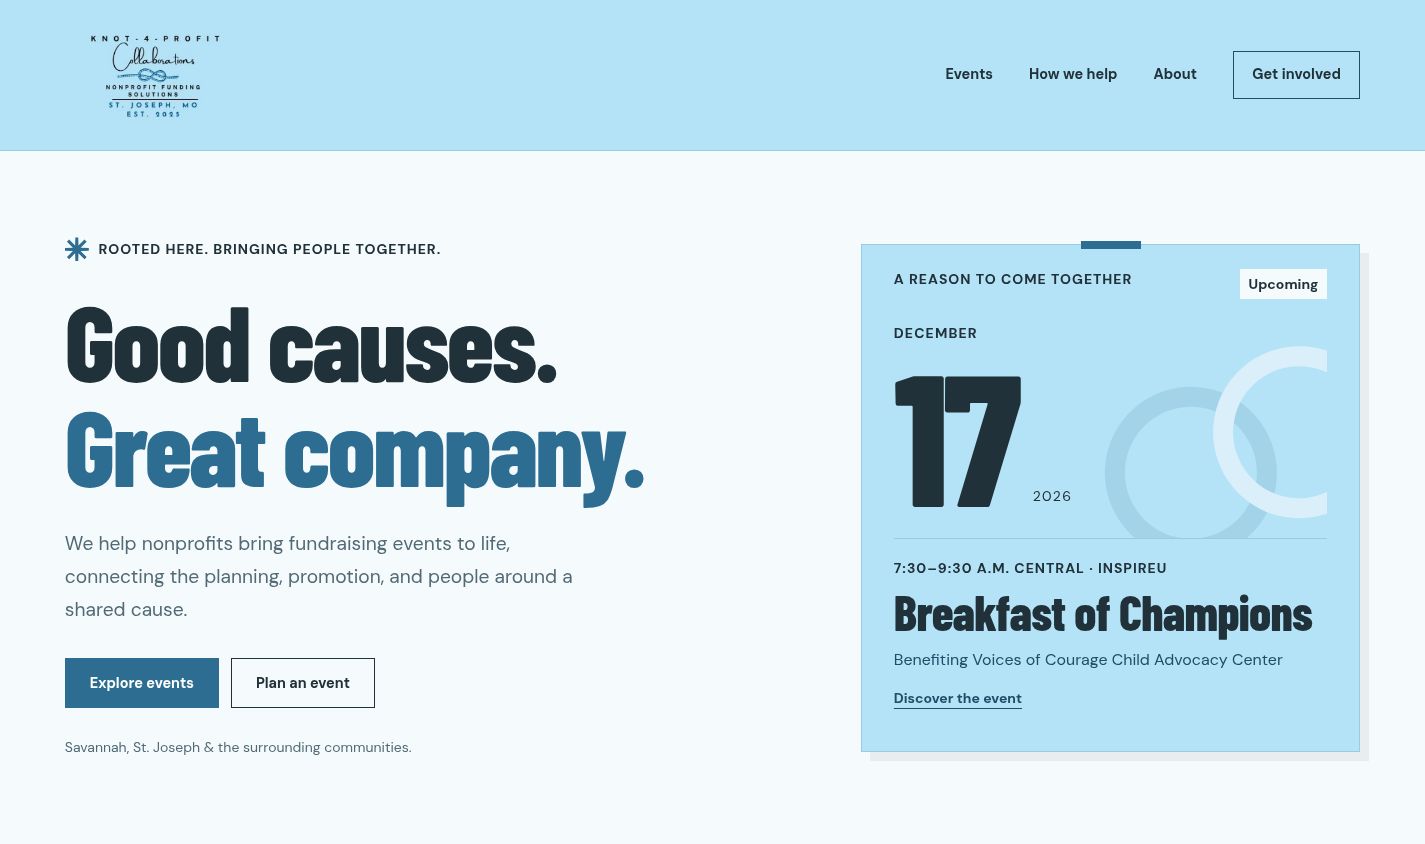 KNOT-4-PROFIT
Collaborations
NONPROFIT FUNDING
SOLUTIONS
ST. JOSEPH, MO
EST. 2025
Events
How we help
About
Get involved
ROOTED HERE. BRINGING PEOPLE TOGETHER.
Good causes.
Great company.
We help nonprofits bring fundraising events to life,
connecting the planning, promotion, and people around a
shared cause.
Explore events
Plan an event
Savannah, St. Joseph & the surrounding communities.
A REASON TO COME TOGETHER
Upcoming
DECEMBER
17
2026
7:30–9:30 A.M. CENTRAL · INSPIREU
Breakfast of Champions
Benefiting Voices of Courage Child Advocacy Center
Discover the event